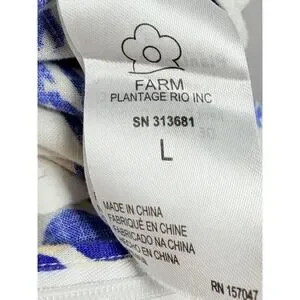 FARM
PLANTAGE RIO INC
SN 313681
L
MADE IN CHINA
FABRIQUÉ EN CHINE
FABRICADO NA CHINA
HECHO EN CHINA
RN 157047